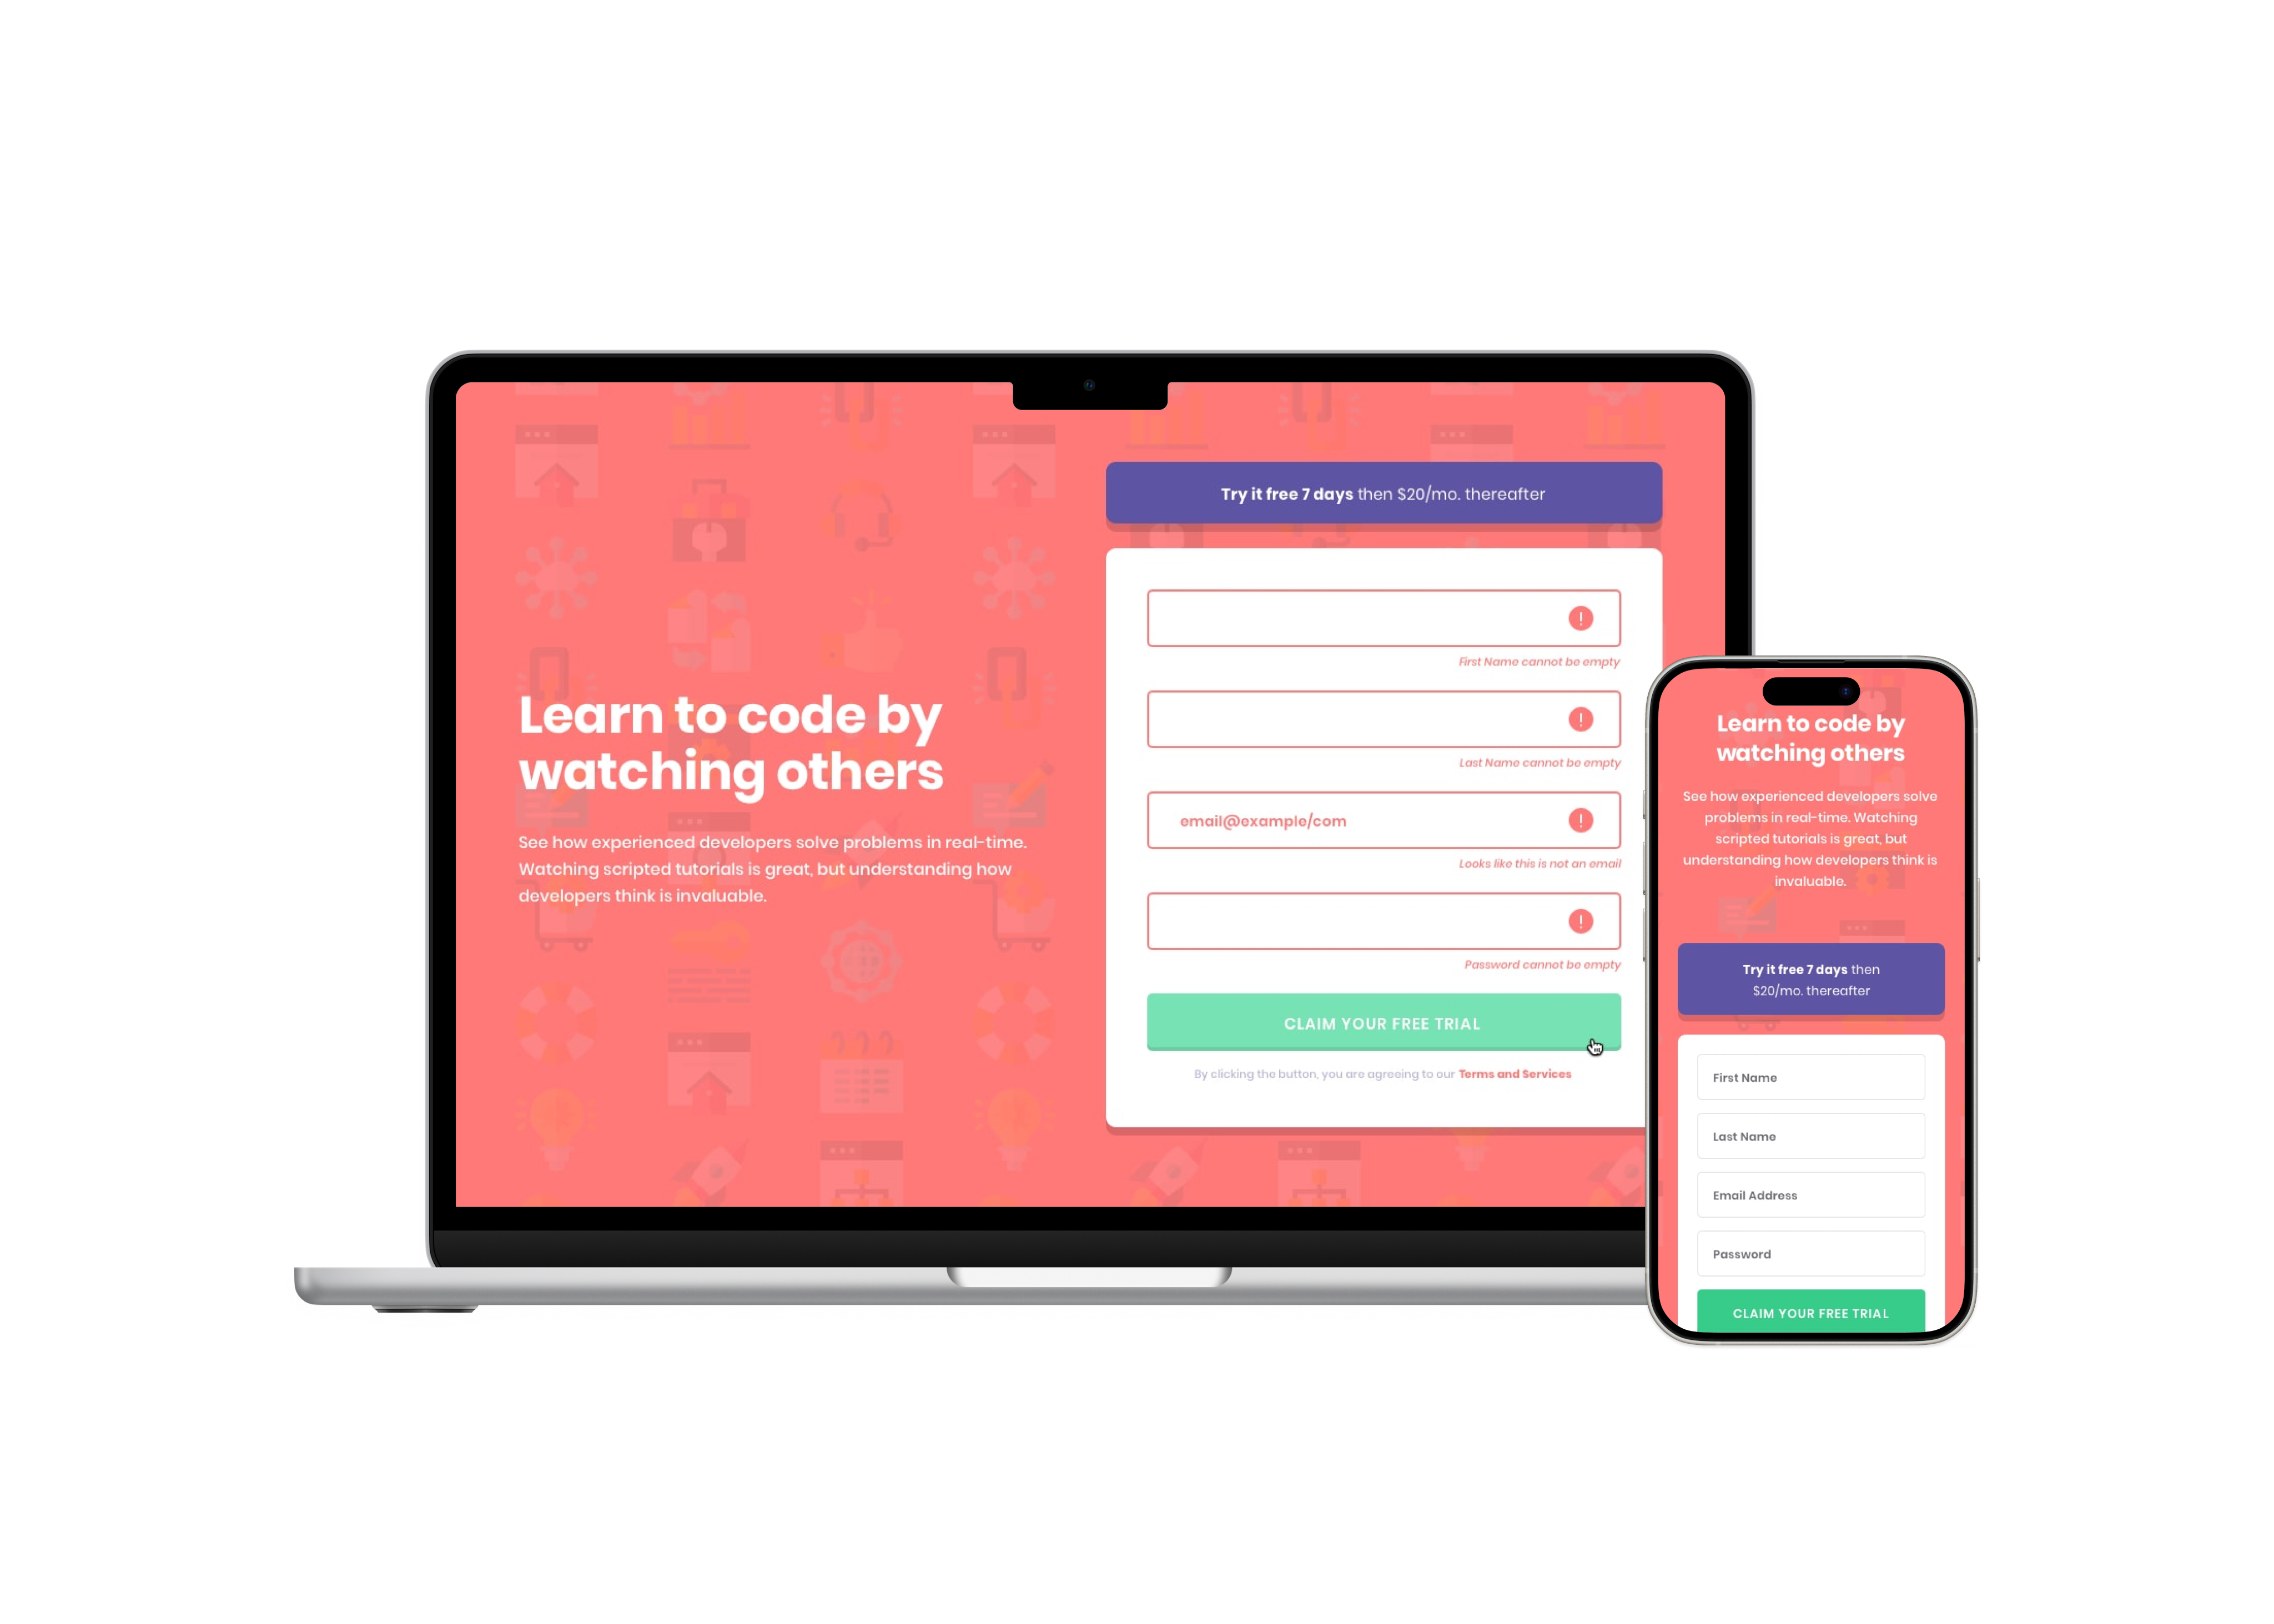 Learn to code by
watching others
See how experienced developers solve problems in real-time.
Watching scripted tutorials is great, but understanding how
developers think is invaluable.
Try it free 7 days then $20/mo. thereafter
!
First Name cannot be empty
!
Last Name cannot be empty
email@example/com !
Looks like this is not an email
!
Password cannot be empty
CLAIM YOUR FREE TRIAL
By clicking the button, you are agreeing to our Terms and Services
Learn to code by
watching others
See how experienced developers solve
problems in real-time. Watching
scripted tutorials is great, but
understanding how developers think is
invaluable.
Try it free 7 days then
$20/mo. thereafter
First Name
Last Name
Email Address
Password
CLAIM YOUR FREE TRIAL